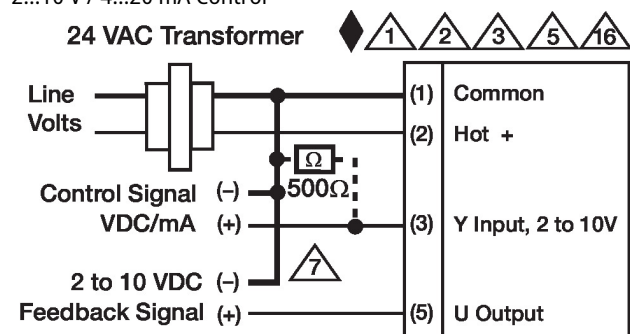 2...10 V / 4...20 mA Control
24 VAC Transformer
1 2 3 5 16
Line
Volts
(1) Common
(2) Hot +
Ω
500Ω
Control Signal (–)
VDC/mA (+)
(3) Y Input, 2 to 10V
7
2 to 10 VDC (–)
Feedback Signal (+)
(5) U Output